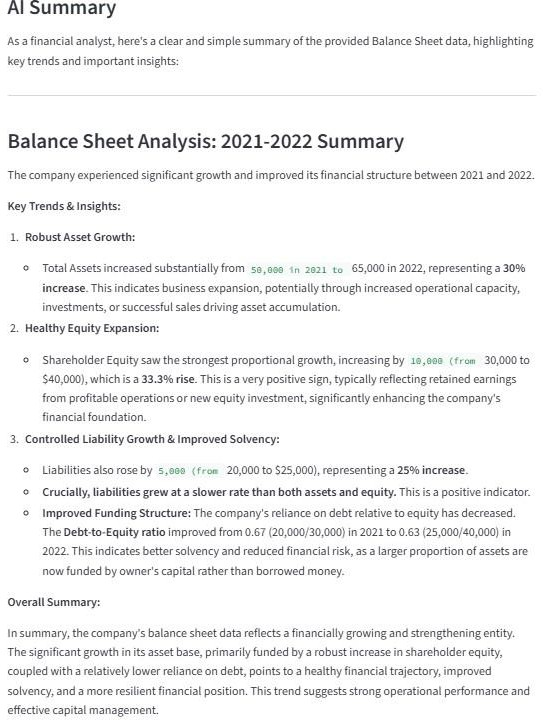 AI Summary
As a financial analyst, here's a clear and simple summary of the provided Balance Sheet data, highlighting
key trends and important insights:
Balance Sheet Analysis: 2021-2022 Summary
The company experienced significant growth and improved its financial structure between 2021 and 2022.
Key Trends & Insights:
1. Robust Asset Growth:
Total Assets increased substantially from 50,000 in 2021 to 65,000 in 2022, representing a 30%
increase. This indicates business expansion, potentially through increased operational capacity,
investments, or successful sales driving asset accumulation.
2. Healthy Equity Expansion:
Shareholder Equity saw the strongest proportional growth, increasing by 10,000 (from 30,000 to
$40,000), which is a 33.3% rise. This is a very positive sign, typically reflecting retained earnings
from profitable operations or new equity investment, significantly enhancing the company's
financial foundation.
3. Controlled Liability Growth & Improved Solvency:
Liabilities also rose by 5,000 (from 20,000 to $25,000), representing a 25% increase.
Crucially, liabilities grew at a slower rate than both assets and equity. This is a positive indicator.
Improved Funding Structure: The company's reliance on debt relative to equity has decreased.
The Debt-to-Equity ratio improved from 0.67 (20,000/30,000) in 2021 to 0.63 (25,000/40,000) in
2022. This indicates better solvency and reduced financial risk, as a larger proportion of assets are
now funded by owner's capital rather than borrowed money.
Overall Summary:
In summary, the company's balance sheet data reflects a financially growing and strengthening entity.
The significant growth in its asset base, primarily funded by a robust increase in shareholder equity,
coupled with a relatively lower reliance on debt, points to a healthy financial trajectory, improved
solvency, and a more resilient financial position. This trend suggests strong operational performance and
effective capital management.